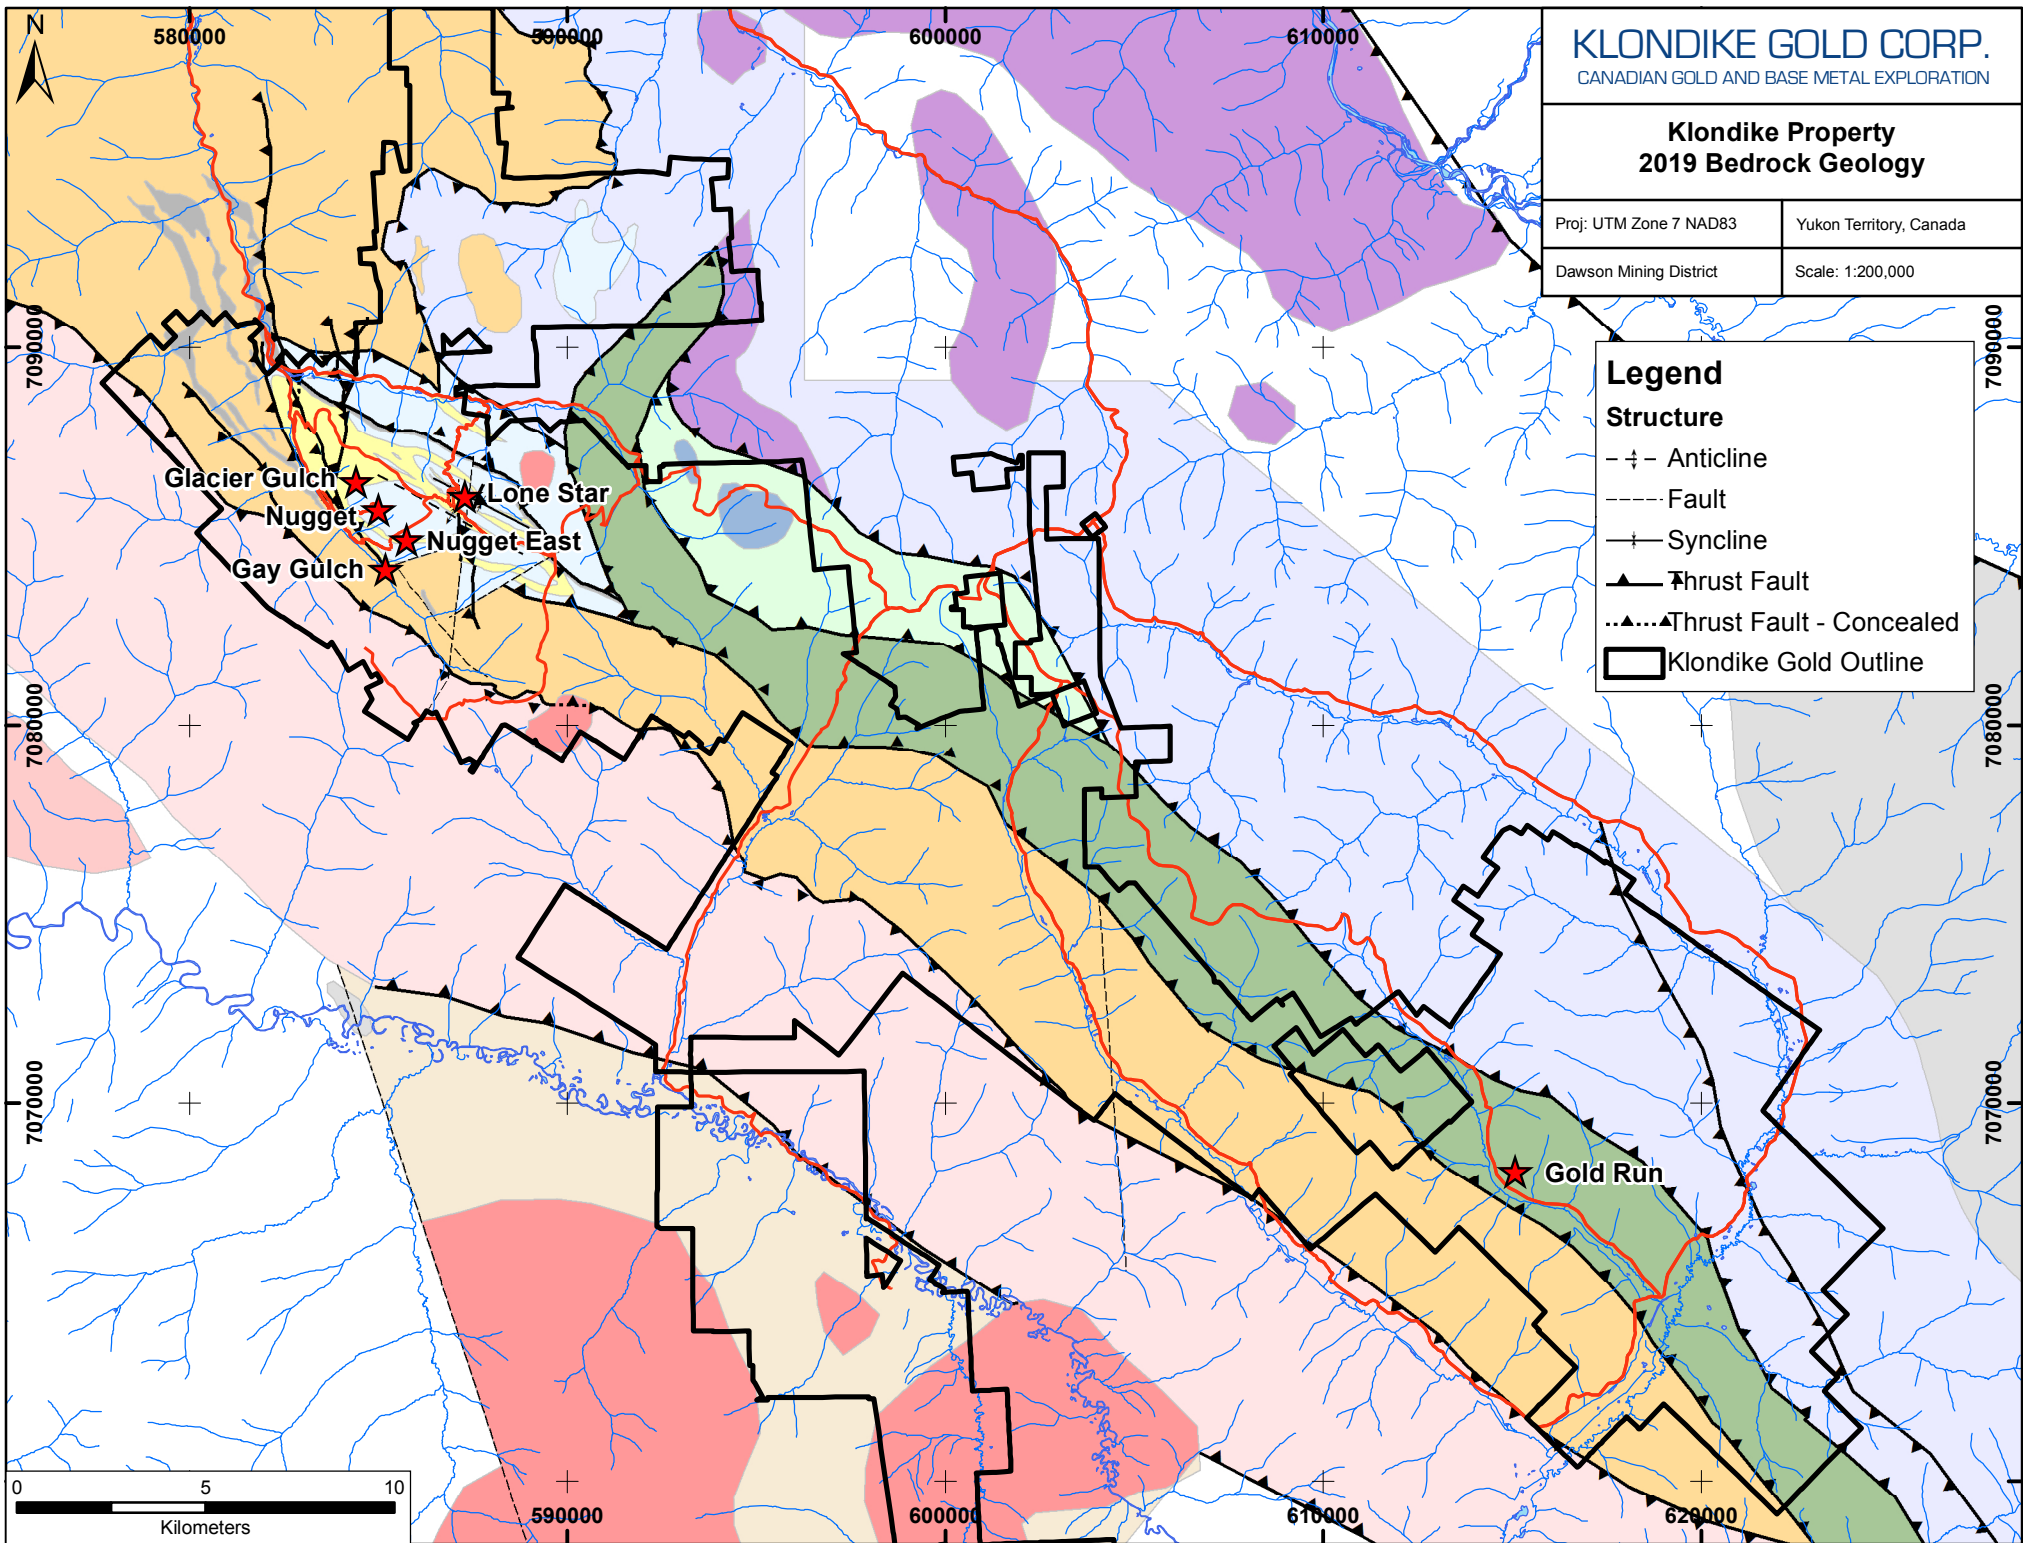 N
580000
590000
600000
610000
KLONDIKE GOLD CORP.
CANADIAN GOLD AND BASE METAL EXPLORATION
Klondike Property
2019 Bedrock Geology
Proj: UTM Zone 7 NAD83
Yukon Territory, Canada
Dawson Mining District
Scale: 1:200,000
7090000
7090000
Legend
Structure
Anticline
Fault
Syncline
Thrust Fault
Thrust Fault - Concealed
Klondike Gold Outline
Glacier Gulch
Lone Star
Nugget
Nugget East
Gay Gulch
7080000
7080000
7070000
7070000
Gold Run
0 5 10
Kilometers
590000
600000
610000
620000